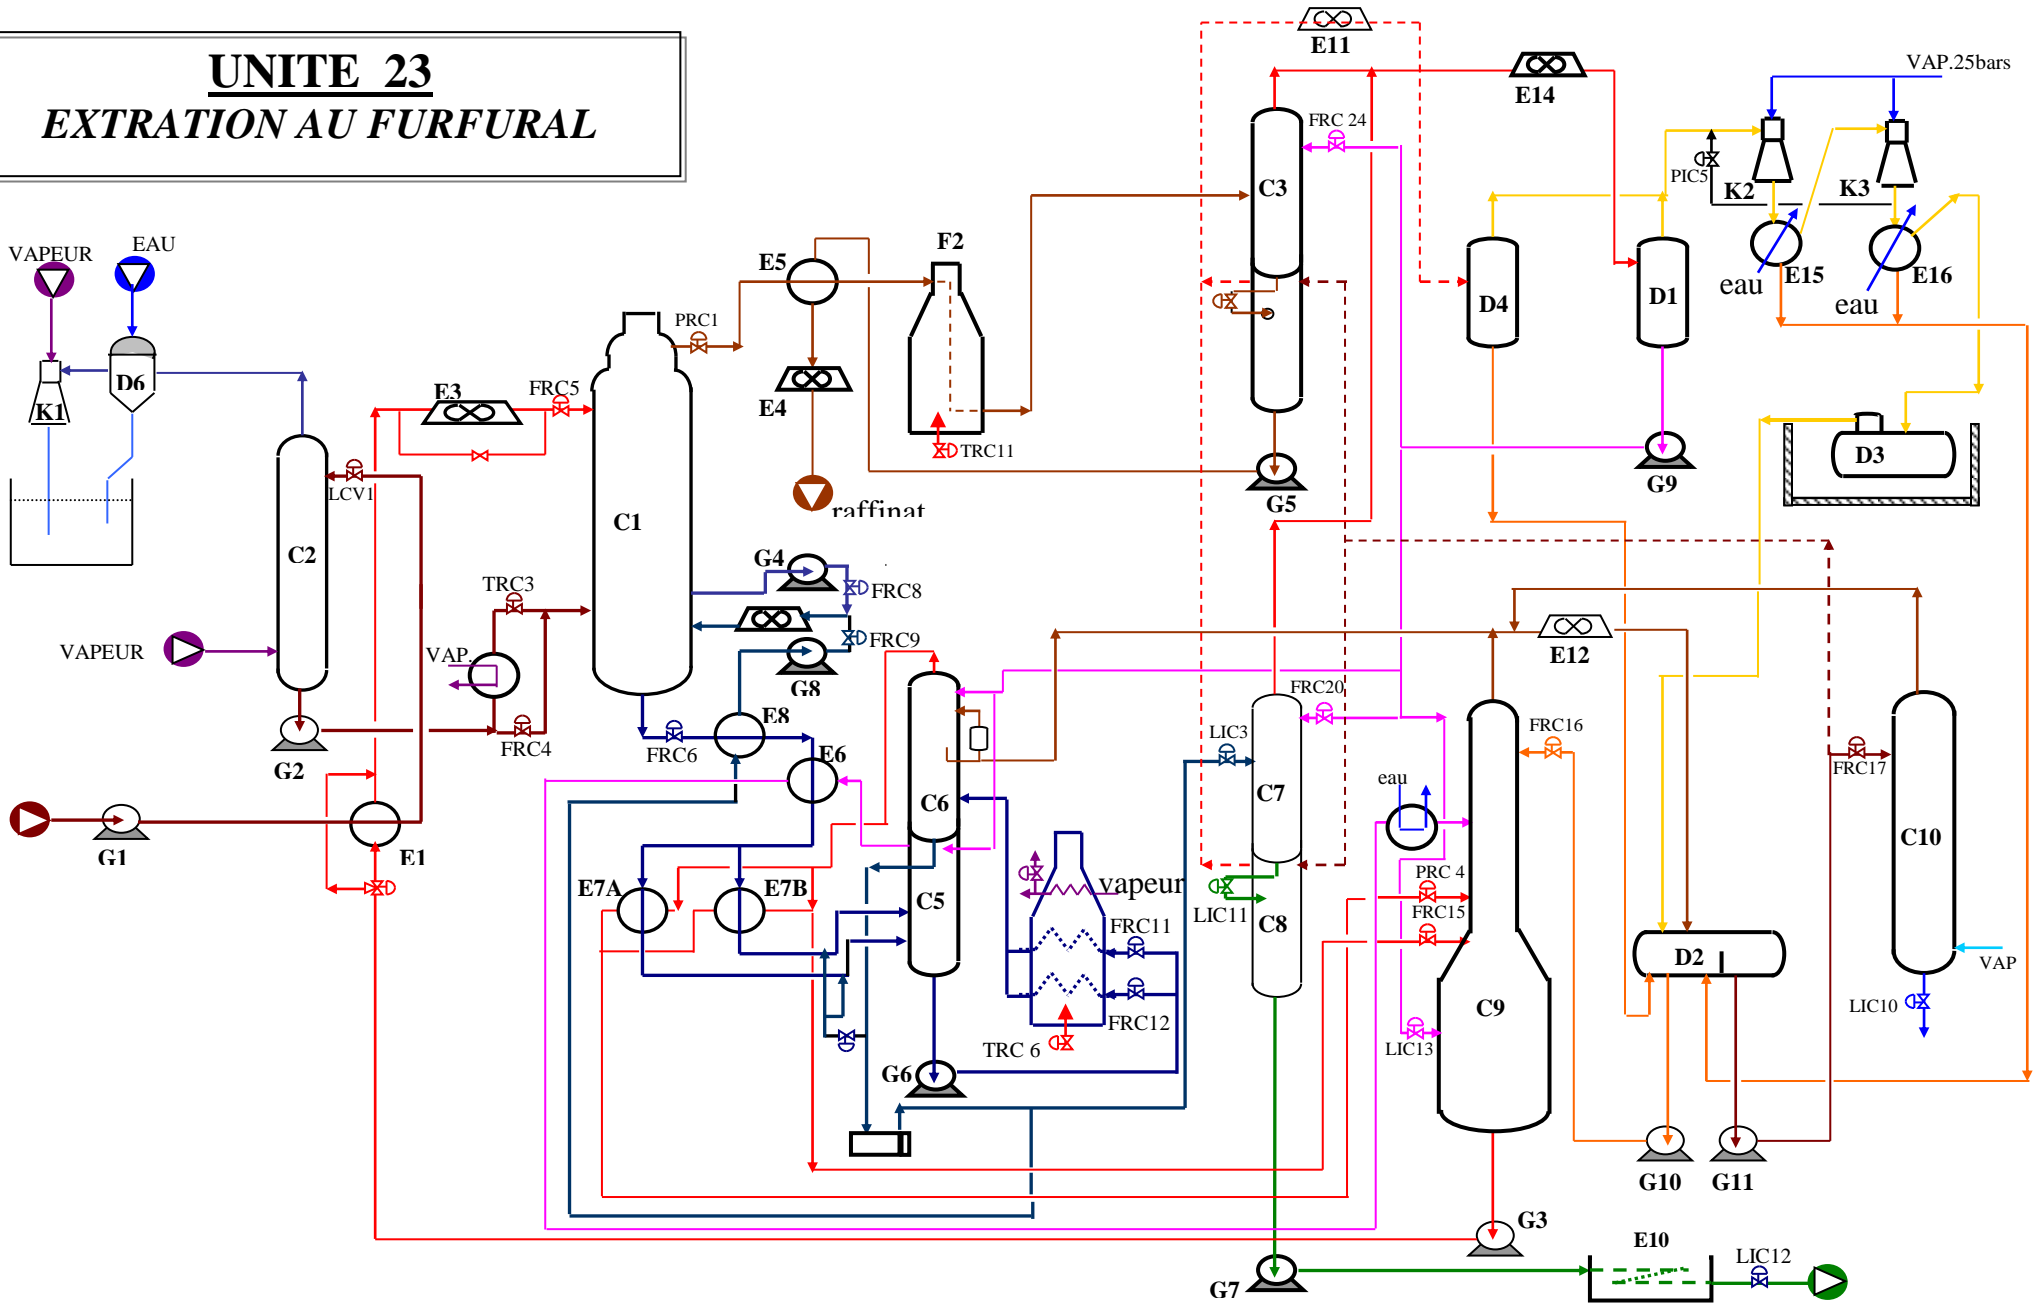 UNITE 23
EXTRATION AU FURFURAL
E11
E14
VAP.25bars
FRC 24
PIC5
K2
K3
C3
VAPEUR
EAU
F2
E5
E15
E16
eau
eau
D4
D1
PRC1
D6
K1
E3
FRC5
E4
TRC11
D3
LCV1
G9
G5
raffinat
C1
C2
G4
TRC3
FRC8
FRC9
VAPEUR
VAP.
E12
G8
FRC20
E8
FRC16
LIC3
FRC4
FRC6
E6
G2
FRC17
eau
C7
C6
C10
G1
E1
PRC 4
E7A
E7B
vapeur
C5
FRC15
LIC11
C8
FRC11
D2
VAP
C9
LIC10
FRC12
TRC 6
LIC13
G6
G10
G11
G3
E10
LIC12
G7